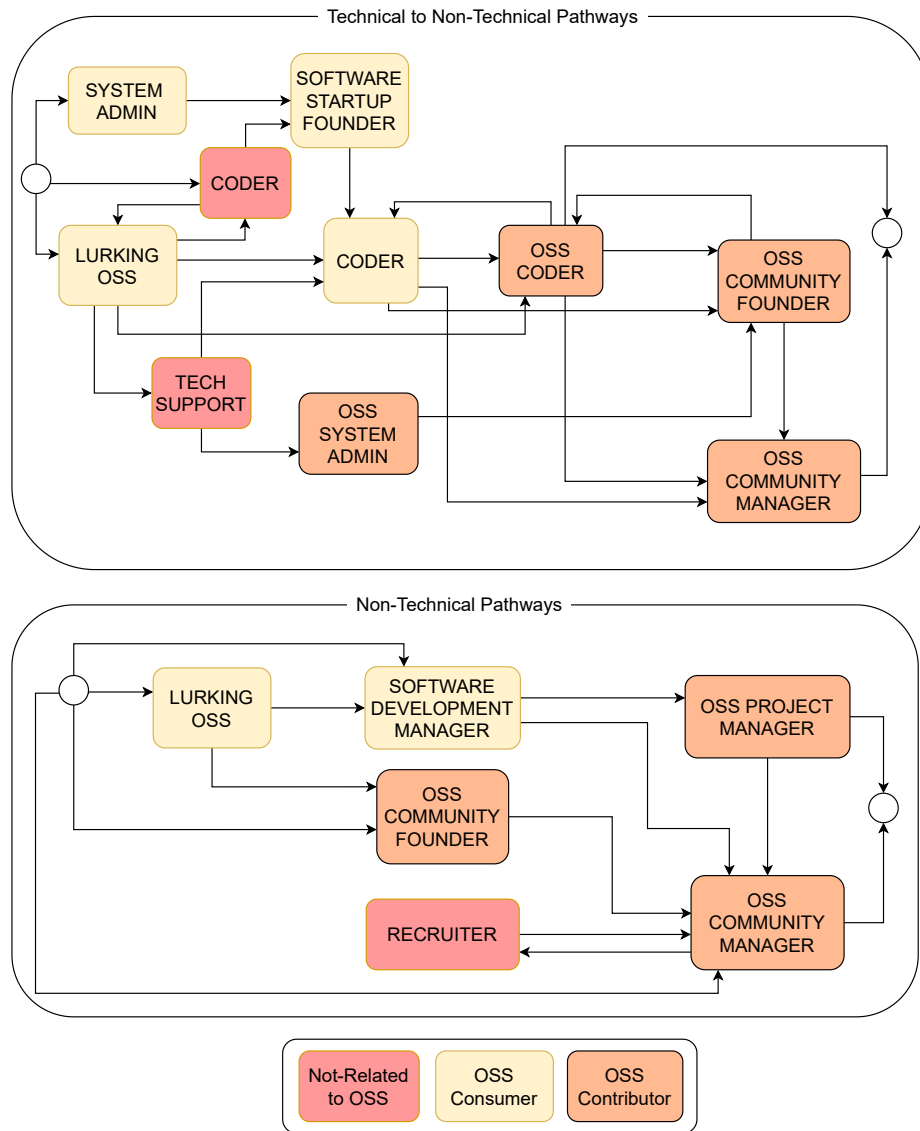 Technical to Non-Technical Pathways
SYSTEM
ADMIN
SOFTWARE
STARTUP
FOUNDER
CODER
LURKING
OSS
CODER
OSS
CODER
OSS
COMMUNITY
FOUNDER
TECH
SUPPORT
OSS
SYSTEM
ADMIN
OSS
COMMUNITY
MANAGER
Non-Technical Pathways
LURKING
OSS
SOFTWARE
DEVELOPMENT
MANAGER
OSS PROJECT
MANAGER
OSS
COMMUNITY
FOUNDER
RECRUITER
OSS
COMMUNITY
MANAGER
Not-Related
to OSS
OSS
Consumer
OSS
Contributor